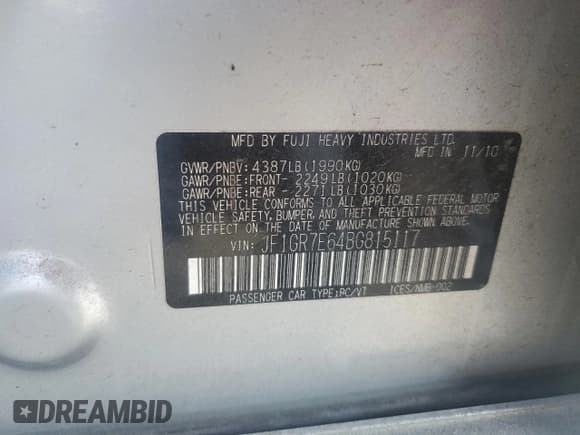 MFD BY FUJI HEAVY INDUSTRIES LTD.
MFD IN 11/10
GVWR/PNBV: 4387LB(1990KG)
GAWR/PNBE: FRONT- 2249LB(1020KG)
GAWR/PNBE: REAR - 2271LB(1030KG)
THIS VEHICLE CONFORMS TO ALL APPLICABLE FEDERAL MOTOR
VEHICLE SAFETY, BUMPER, AND THEFT PREVENTION STANDARDS
IN EFFECT ON THE DATE OF MANUFACTURE SHOWN ABOVE.
VIN: JF1GR7E64BG815117
PASSENGER CAR TYPE: PC/VT ICES/NMB-002
DREAMBID